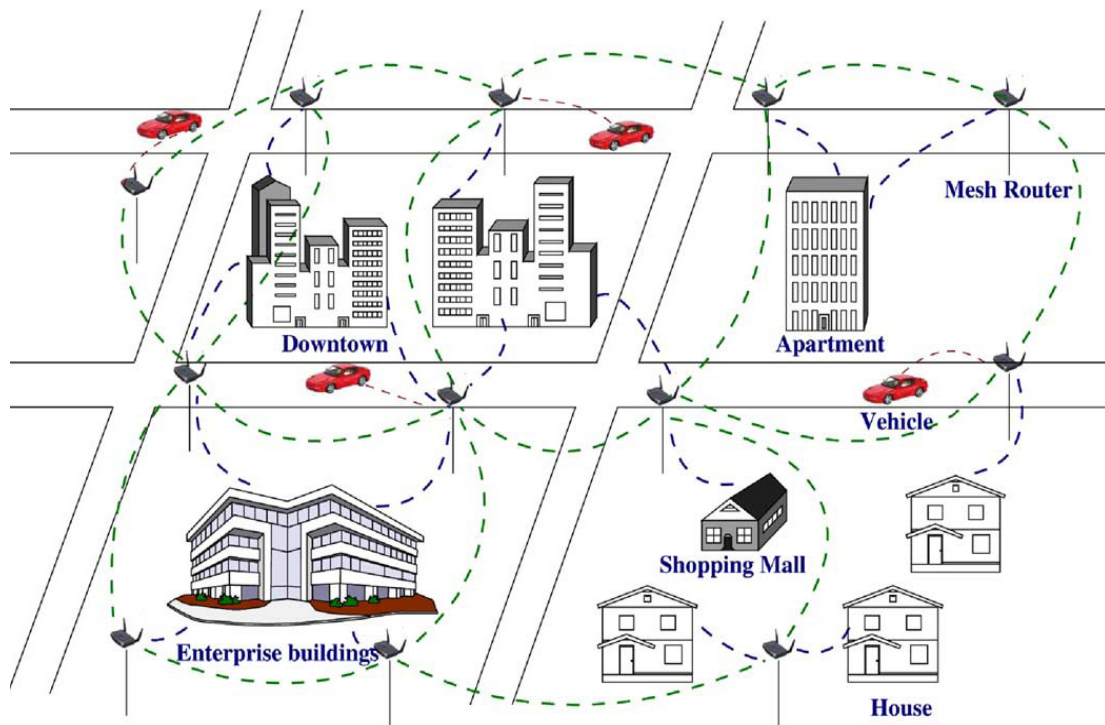 Mesh Router
Downtown
Apartment
Vehicle
Shopping Mall
Enterprise buildings
House